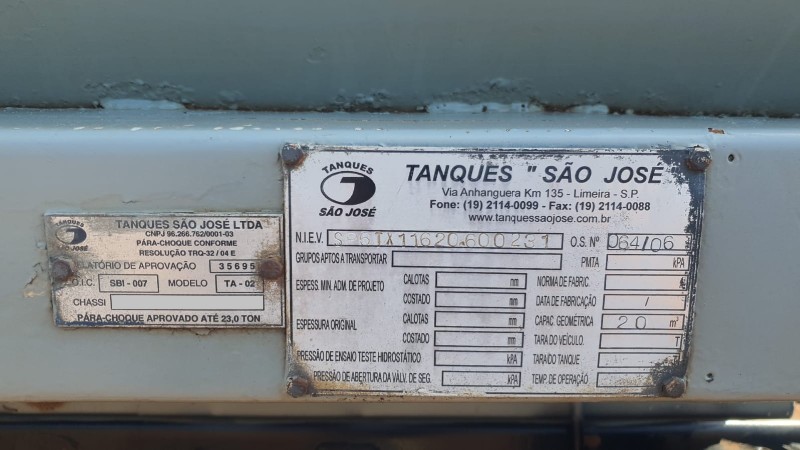 TANQUES SÃO JOSÉ LTDA
CNPJ 96.266.762/0001-03
PÁRA-CHOQUE CONFORME
RESOLUÇÃO TRQ-32 / 04 E
RELATÓRIO DE APROVAÇÃO 35695
O.I.C. SBI - 007 MODELO TA - 02
CHASSI
PÁRA-CHOQUE APROVADO ATÉ 23,0 TON
TANQUES
SÃO JOSÉ
TANQUES " SÃO JOSÉ
Via Anhanguera Km 135 - Limeira - S.P.
Fone: (19) 2114-0099 - Fax: (19) 2114-0088
www.tanquessaojose.com.br
N.I.E.V. O.S. Nº 064/06
GRUPOS APTOS A TRANSPORTAR PMTA kPA
ESPESS. MIN. ADM. DE PROJETO CALOTAS mm NORMA DE FABRIC.
COSTADO mm DATA DE FABRICAÇÃO /
ESPESSURA ORIGINAL CALOTAS mm CAPAC. GEOMÉTRICA 20 m³
COSTADO mm TARA DO VEÍCULO. T
PRESSÃO DE ENSAIO TESTE HIDROSTÁTICO kPA TARA DO TANQUE
PRESSÃO DE ABERTURA DA VÁLV. DE SEG. kPA TEMP. DE OPERAÇÃO